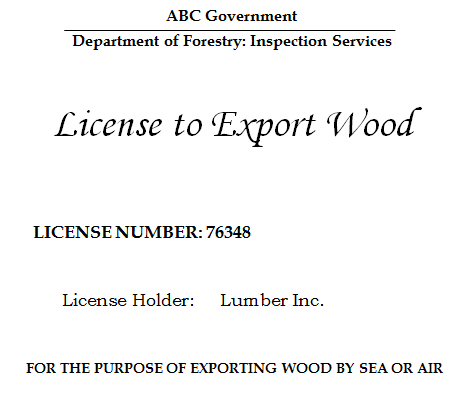 ABC Government
Department of Forestry: Inspection Services
License to Export Wood
LICENSE NUMBER: 76348
License Holder: Lumber Inc.
FOR THE PURPOSE OF EXPORTING WOOD BY SEA OR AIR